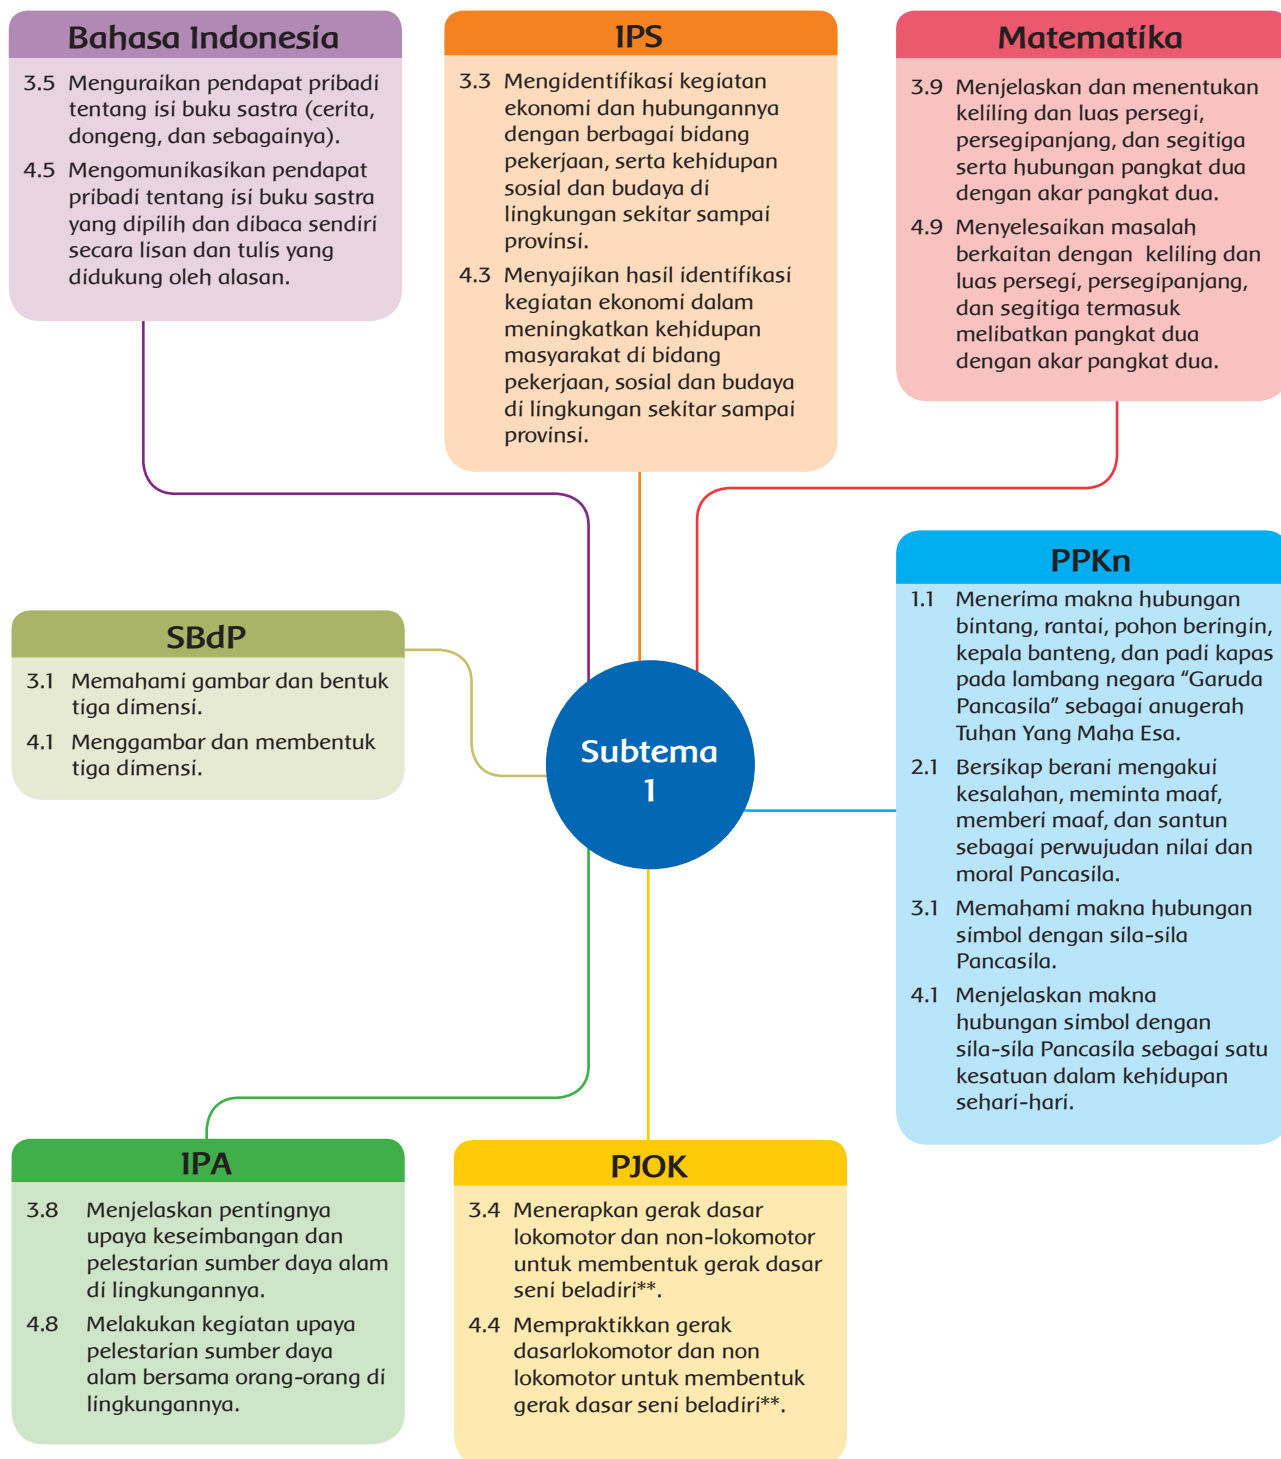 Bahasa Indonesia
3.5 Menguraikan pendapat pribadi
tentang isi buku sastra (cerita,
dongeng, dan sebagainya).
4.5 Mengomunikasikan pendapat
pribadi tentang isi buku sastra
yang dipilih dan dibaca sendiri
secara lisan dan tulis yang
didukung oleh alasan.
IPS
3.3 Mengidentifikasi kegiatan
ekonomi dan hubungannya
dengan berbagai bidang
pekerjaan, serta kehidupan
sosial dan budaya di
lingkungan sekitar sampai
provinsi.
4.3 Menyajikan hasil identifikasi
kegiatan ekonomi dalam
meningkatkan kehidupan
masyarakat di bidang
pekerjaan, sosial dan budaya
di lingkungan sekitar sampai
provinsi.
Matematika
3.9 Menjelaskan dan menentukan
keliling dan luas persegi,
persegipanjang, dan segitiga
serta hubungan pangkat dua
dengan akar pangkat dua.
4.9 Menyelesaikan masalah
berkaitan dengan keliling dan
luas persegi, persegipanjang,
dan segitiga termasuk
melibatkan pangkat dua
dengan akar pangkat dua.
SBdP
3.1 Memahami gambar dan bentuk
tiga dimensi.
4.1 Menggambar dan membentuk
tiga dimensi.
Subtema
1
PPKn
1.1 Menerima makna hubungan
bintang, rantai, pohon beringin,
kepala banteng, dan padi kapas
pada lambang negara “Garuda
Pancasila” sebagai anugerah
Tuhan Yang Maha Esa.
2.1 Bersikap berani mengakui
kesalahan, meminta maaf,
memberi maaf, dan santun
sebagai perwujudan nilai dan
moral Pancasila.
3.1 Memahami makna hubungan
simbol dengan sila-sila
Pancasila.
4.1 Menjelaskan makna
hubungan simbol dengan
sila-sila Pancasila sebagai satu
kesatuan dalam kehidupan
sehari-hari.
IPA
3.8 Menjelaskan pentingnya
upaya keseimbangan dan
pelestarian sumber daya alam
di lingkungannya.
4.8 Melakukan kegiatan upaya
pelestarian sumber daya
alam bersama orang-orang di
lingkungannya.
PJOK
3.4 Menerapkan gerak dasar
lokomotor dan non-lokomotor
untuk membentuk gerak dasar
seni beladiri**.
4.4 Mempraktikkan gerak
dasarlokomotor dan non
lokomotor untuk membentuk
gerak dasar seni beladiri**.